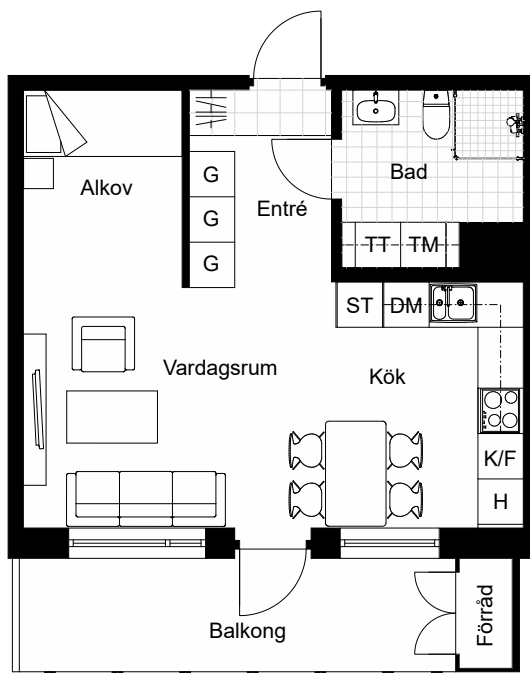 Bad
Alkov
G
Entré
G
TT
TM
G
ST
DM
Vardagsrum
Kök
K/F
H
Förråd
Balkong